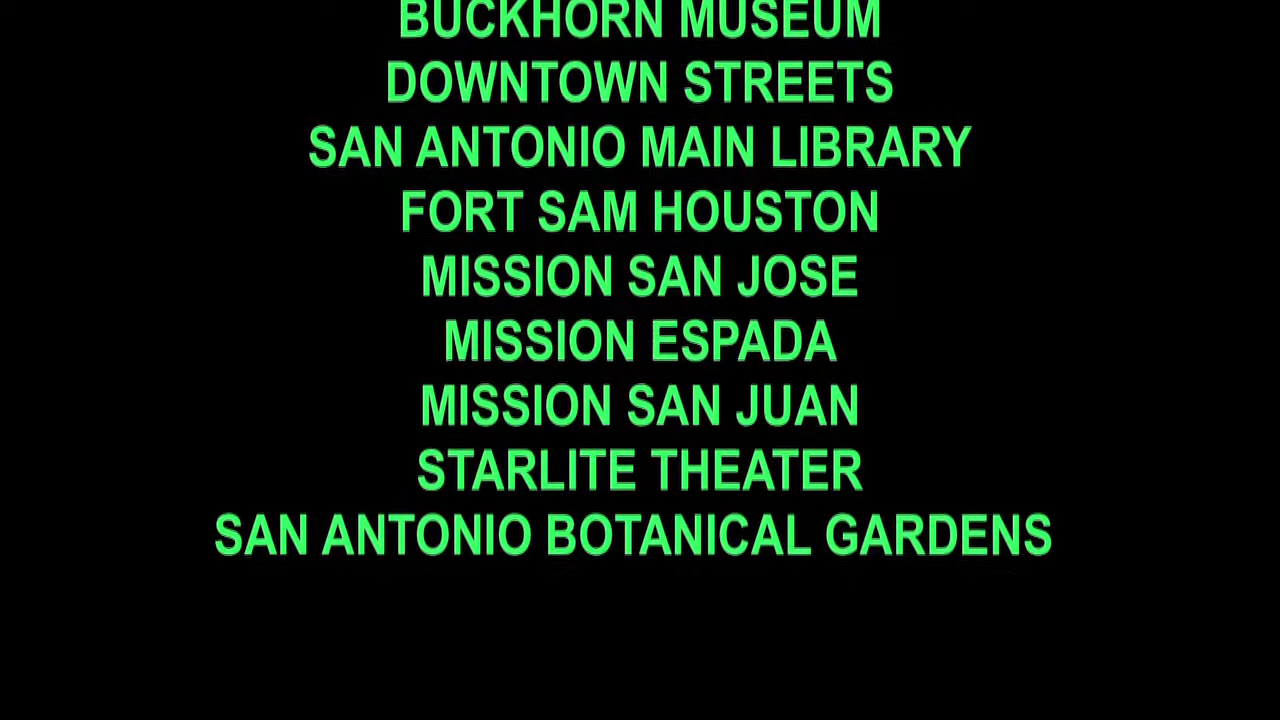 BUCKHORN MUSEUM
DOWNTOWN STREETS
SAN ANTONIO MAIN LIBRARY
FORT SAM HOUSTON
MISSION SAN JOSE
MISSION ESPADA
MISSION SAN JUAN
STARLITE THEATER
SAN ANTONIO BOTANICAL GARDENS